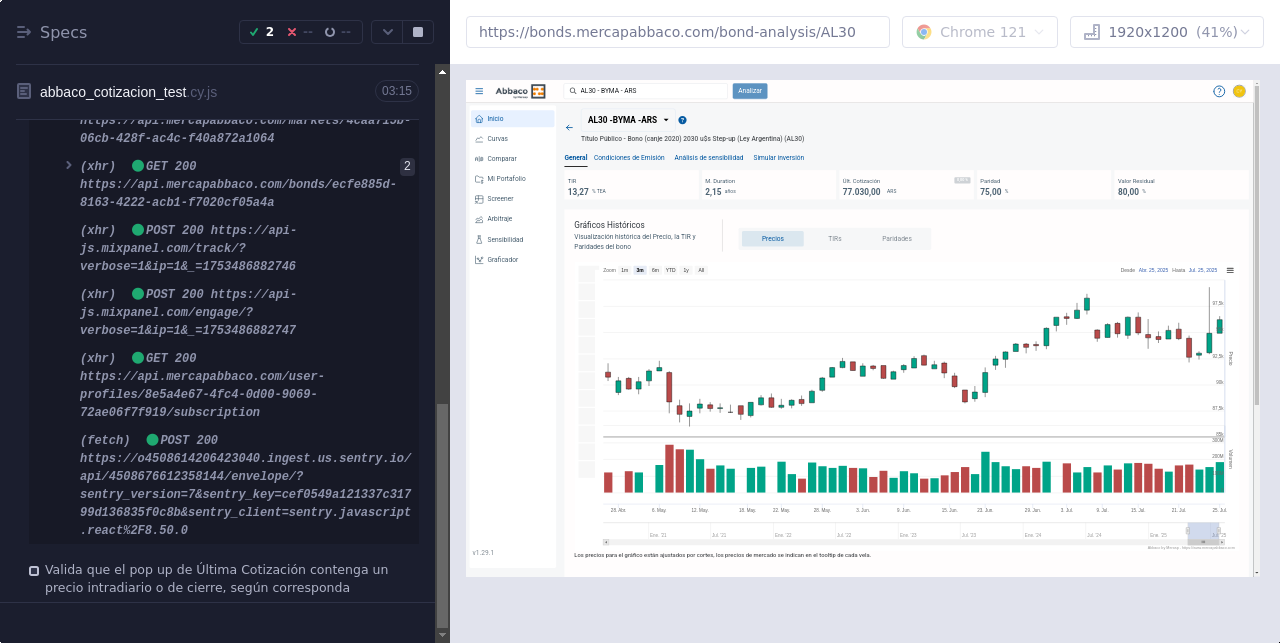 Specs
2
--
--
abbaco_cotizacion_test.cy.js
03:15
https://api.mercapabbaco.com/markets/4caa715b-
06cb-428f-ac4c-f40a872a1064
(xhr) GET 200
2
https://api.mercapabbaco.com/bonds/ecfe885d-
8163-4222-acb1-f7020cf05a4a
(xhr) POST 200 https://api-
js.mixpanel.com/track/?
verbose=1&ip=1&_=1753486882746
(xhr) POST 200 https://api-
js.mixpanel.com/engage/?
verbose=1&ip=1&_=1753486882747
(xhr) GET 200
https://api.mercapabbaco.com/user-
profiles/8e5a4e67-4fc4-0d00-9069-
72ae06f7f919/subscription
(fetch) POST 200
https://o4508614206423040.ingest.us.sentry.io/
api/4508676612358144/envelope/?
sentry_version=7&sentry_key=cef0549a121337c317
99d136835f0c8b&sentry_client=sentry.javascript
.react%2F8.50.0
Valida que el pop up de Última Cotización contenga un
precio intradiario o de cierre, según corresponda
https://bonds.mercapabbaco.com/bond-analysis/AL30
Chrome 121
1920x1200 (41%)
Abbaco
AL30 - BYMA - ARS
Analizar
Inicio
Curvas
Comparar
Mi Portafolio
Screener
Arbitraje
Sensibilidad
Graficador
v1.29.1
AL30 -BYMA -ARS
Título Público - Bono (canje 2020) 2030 u$s Step-up (Ley Argentina) (AL30)
General
Condiciones de Emisión
Análisis de sensibilidad
Simular inversión
TIR
13,27 % TEA
M. Duration
2,15 años
Últ. Cotización
77.030,00 ARS
Paridad
75,00 %
Valor Residual
80,00 %
Gráficos Históricos
Visualización histórica del Precio, la TIR y
Paridades del bono
Precios
TIRs
Paridades
Zoom 1m 3m 6m YTD 1y All
Desde Abr. 25, 2025 Hasta Jul. 25, 2025
97,5k
92,5k
90k
87,5k
85k
Precio
300M
200M
Volumen
28. Abr. 6. May. 12. May. 16. May. 22. May. 28. May. 3. Jun. 9. Jun. 15. Jun. 23. Jun. 29. Jun. 3. Jul. 9. Jul. 15. Jul. 21. Jul. 25. Jul.
Ene. '21 Jul. '21 Ene. '22 Jul. '22 Ene. '23 Jul. '23 Ene. '24 Jul. '24 Ene. '25 Jul. '25
Los precios para el gráfico están ajustados por cortes, los precios de mercado se indican en el tooltip de cada vela.